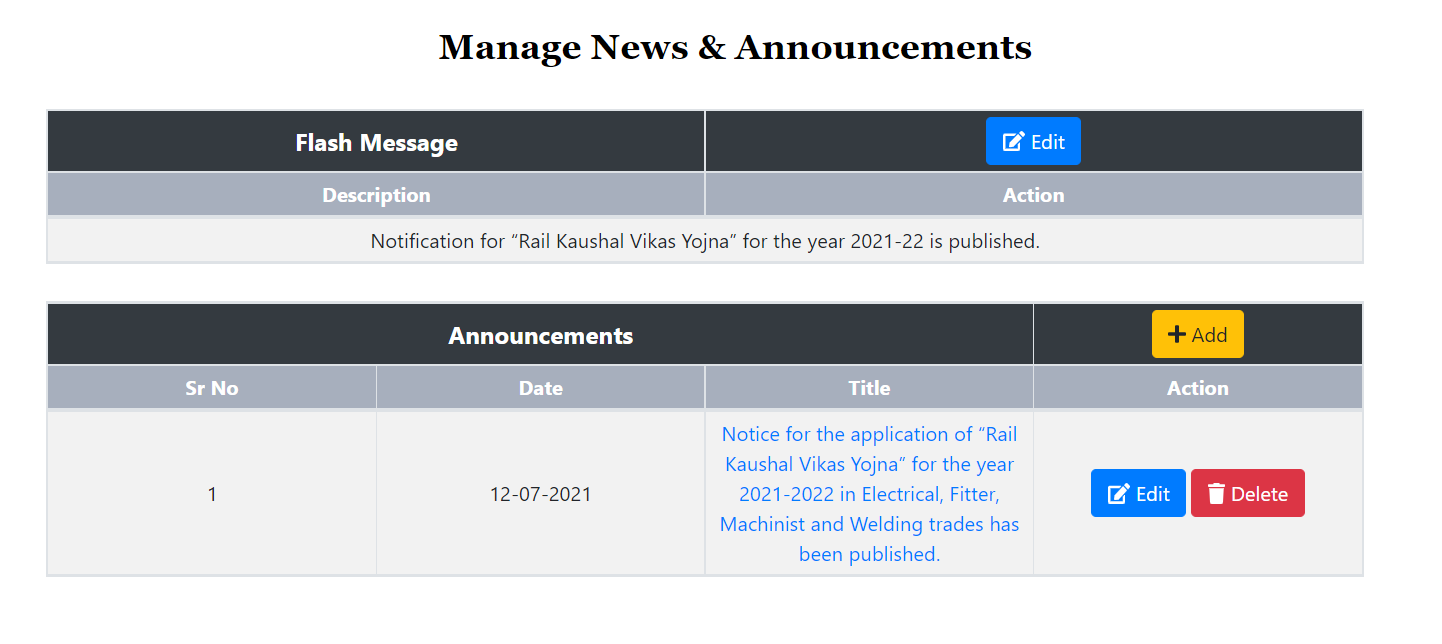 Manage News & Announcements
Flash Message
Edit
Description
Action
Notification for “Rail Kaushal Vikas Yojna” for the year 2021-22 is published.
Announcements
Add
Sr No
Date
Title
Action
1
12-07-2021
Notice for the application of “Rail
Kaushal Vikas Yojna” for the year
2021-2022 in Electrical, Fitter,
Machinist and Welding trades has
been published.
Edit
Delete